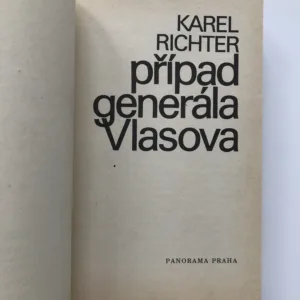 KAREL
RICHTER
případ
generála
Vlasova
PANORAMA PRAHA